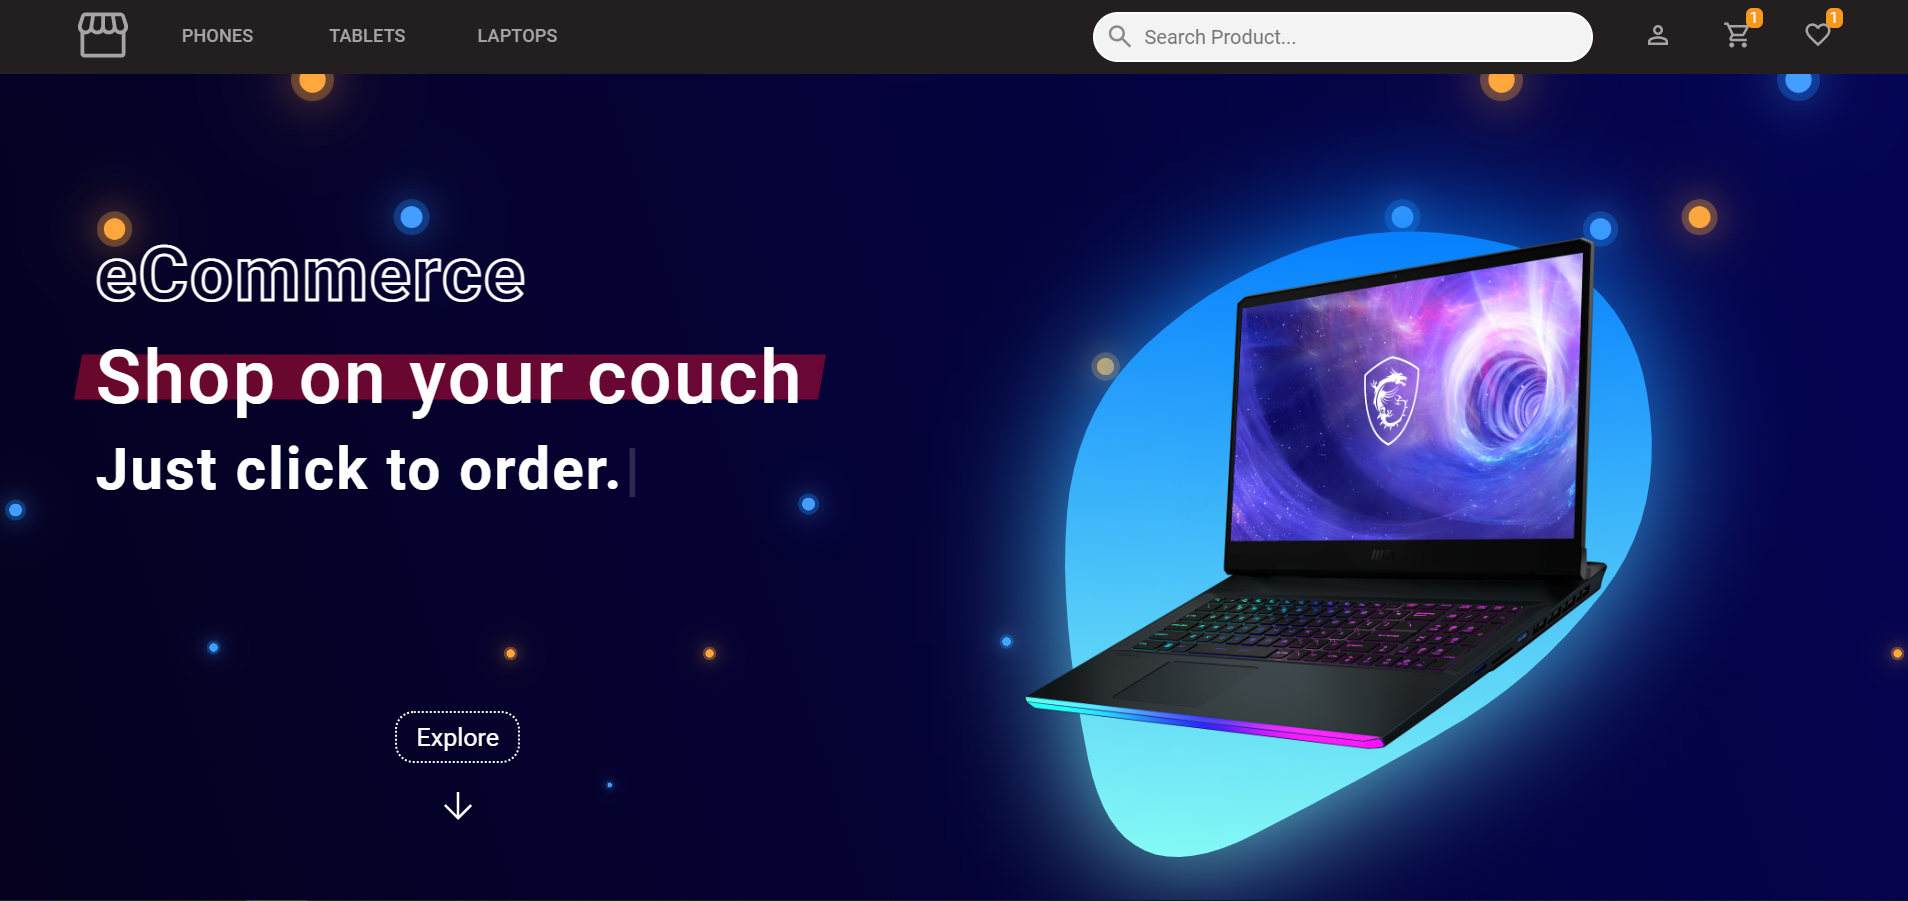 PHONES TABLETS LAPTOPS Search Product... 1 1
eCommerce
Shop on your couch
Just click to order.
Explore